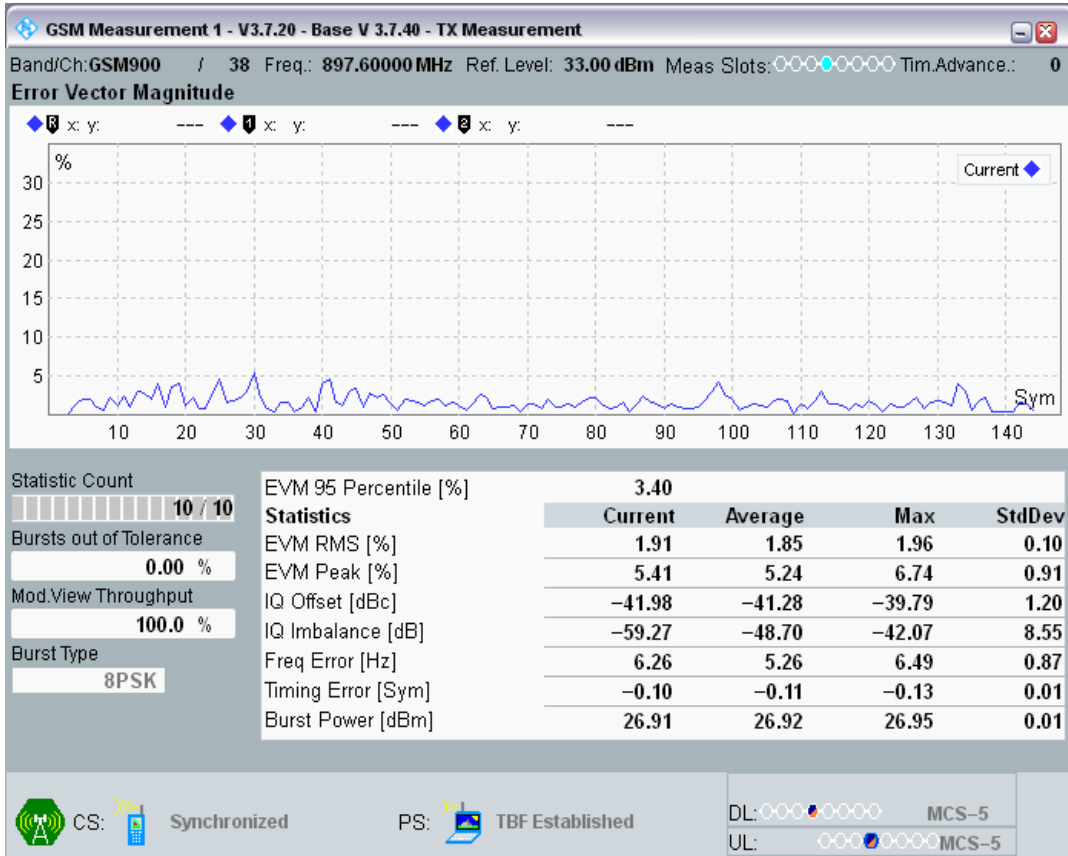 GSM Measurement 1 - V3.7.20 - Base V 3.7.40 - TX Measurement
Band/Ch:GSM900 / 38 Freq.: 897.60000 MHz Ref. Level: 33.00 dBm Meas Slots: Tim.Advance.: 0
Error Vector Magnitude
R x: y: --- 1 x: y: --- 2 x: y: ---
%
Current
30
25
20
15
10
5
Sym
10 20 30 40 50 60 70 80 90 100 110 120 130 140
Statistic Count
10 / 10
Bursts out of Tolerance
0.00 %
Mod.View Throughput
100.0 %
Burst Type
8PSK
EVM 95 Percentile [%] 3.40
Statistics Current Average Max StdDev
EVM RMS [%] 1.91 1.85 1.96 0.10
EVM Peak [%] 5.41 5.24 6.74 0.91
IQ Offset [dBc] −41.98 −41.28 −39.79 1.20
IQ Imbalance [dB] −59.27 −48.70 −42.07 8.55
Freq Error [Hz] 6.26 5.26 6.49 0.87
Timing Error [Sym] −0.10 −0.11 −0.13 0.01
Burst Power [dBm] 26.91 26.92 26.95 0.01
CS: Synchronized PS: TBF Established
DL: MCS−5
UL: MCS−5